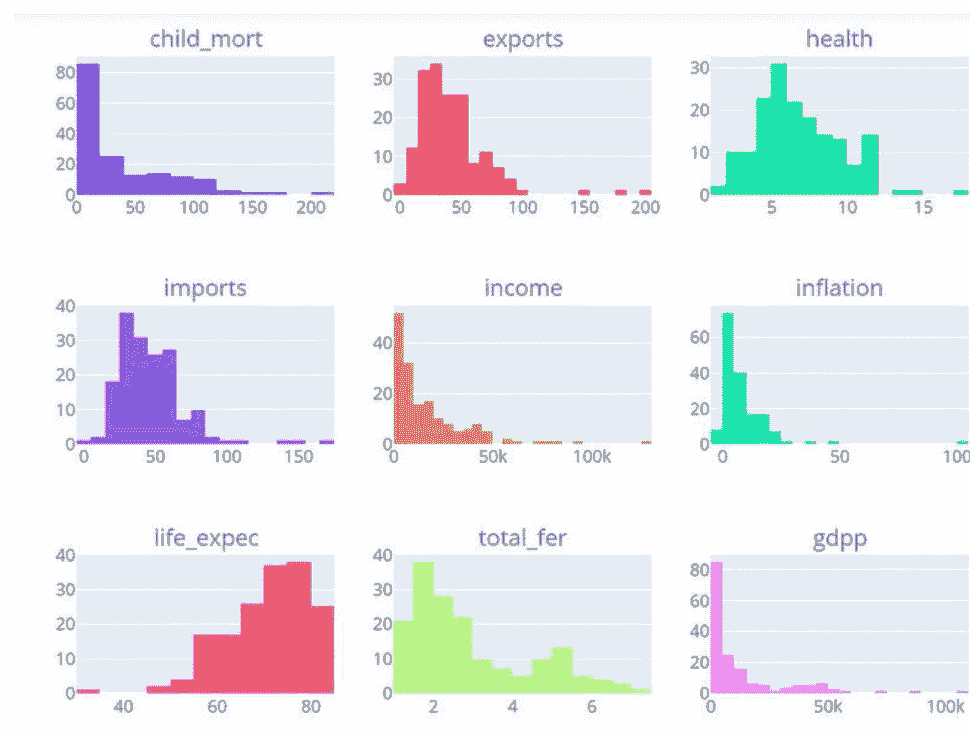 child_mort exports health
80 30 30
60
20 20
40
20 10 10
0 0 0
0 50 100 150 200 0 50 100 150 200 5 10 15
imports income inflation
40
30 40 60
20 40
20
10 20
0 0 0
0 50 100 150 0 50k 100k 0 50 100
life_expec total_fer gdpp
40 40 80
30 30 60
20 20 40
10 10 20
0 0 0
40 60 80 2 4 6 0 50k 100k